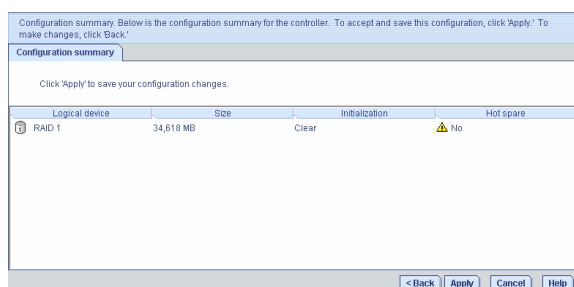 Configuration summary. Below is the configuration summary for the controller. To accept and save this configuration, click 'Apply.' To
make changes, click 'Back.'
Configuration summary
Click 'Apply' to save your configuration changes.
Logical device Size Initialization Hot spare
RAID 1 34,618 MB Clear No
< Back Apply Cancel Help